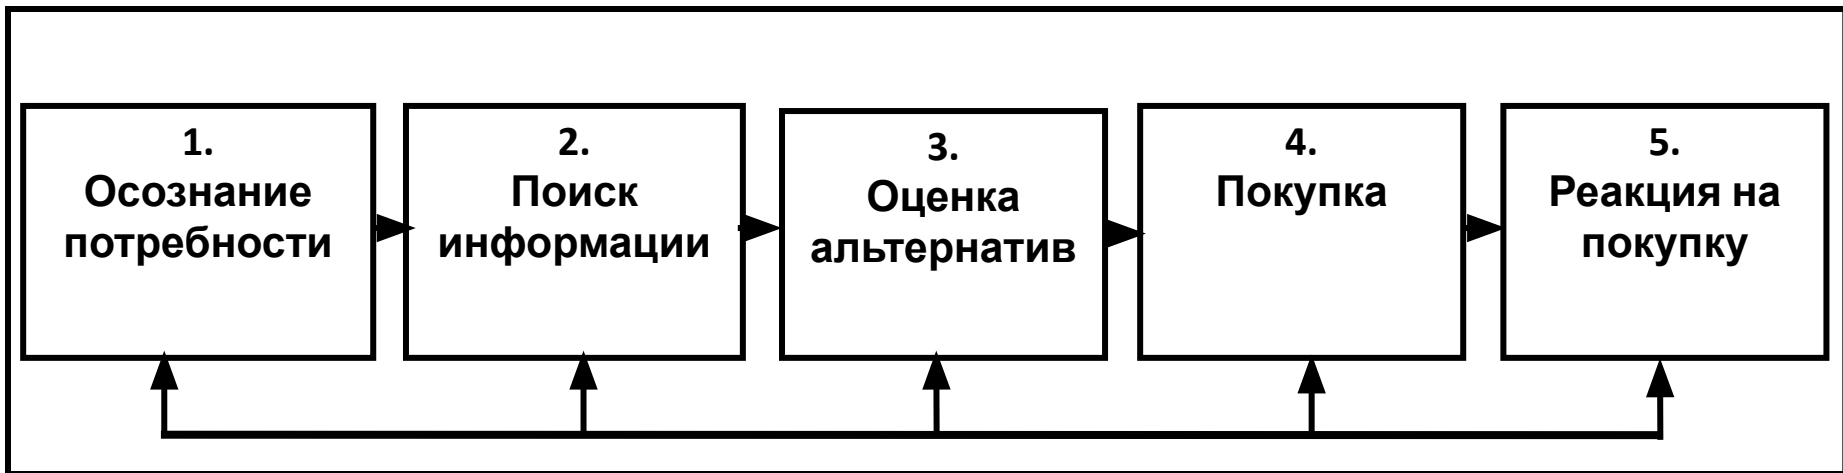 1.
Осознание
потребности
2.
Поиск
информации
3.
Оценка
альтернатив
4.
Покупка
5.
Реакция на
покупку